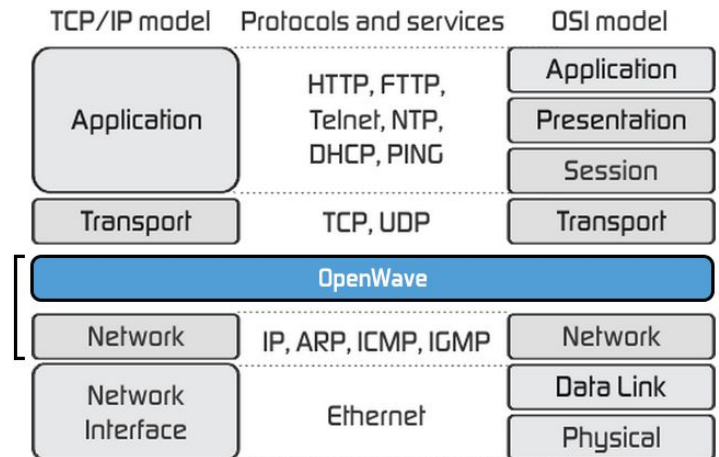 TCP/IP model Protocols and services OSI model
Application
HTTP, FTTP,
Telnet, NTP,
DHCP, PING
Application
Presentation
Session
Transport TCP, UDP Transport
OpenWave
Network IP, ARP, ICMP, IGMP Network
Network
Interface
Ethernet
Data Link
Physical